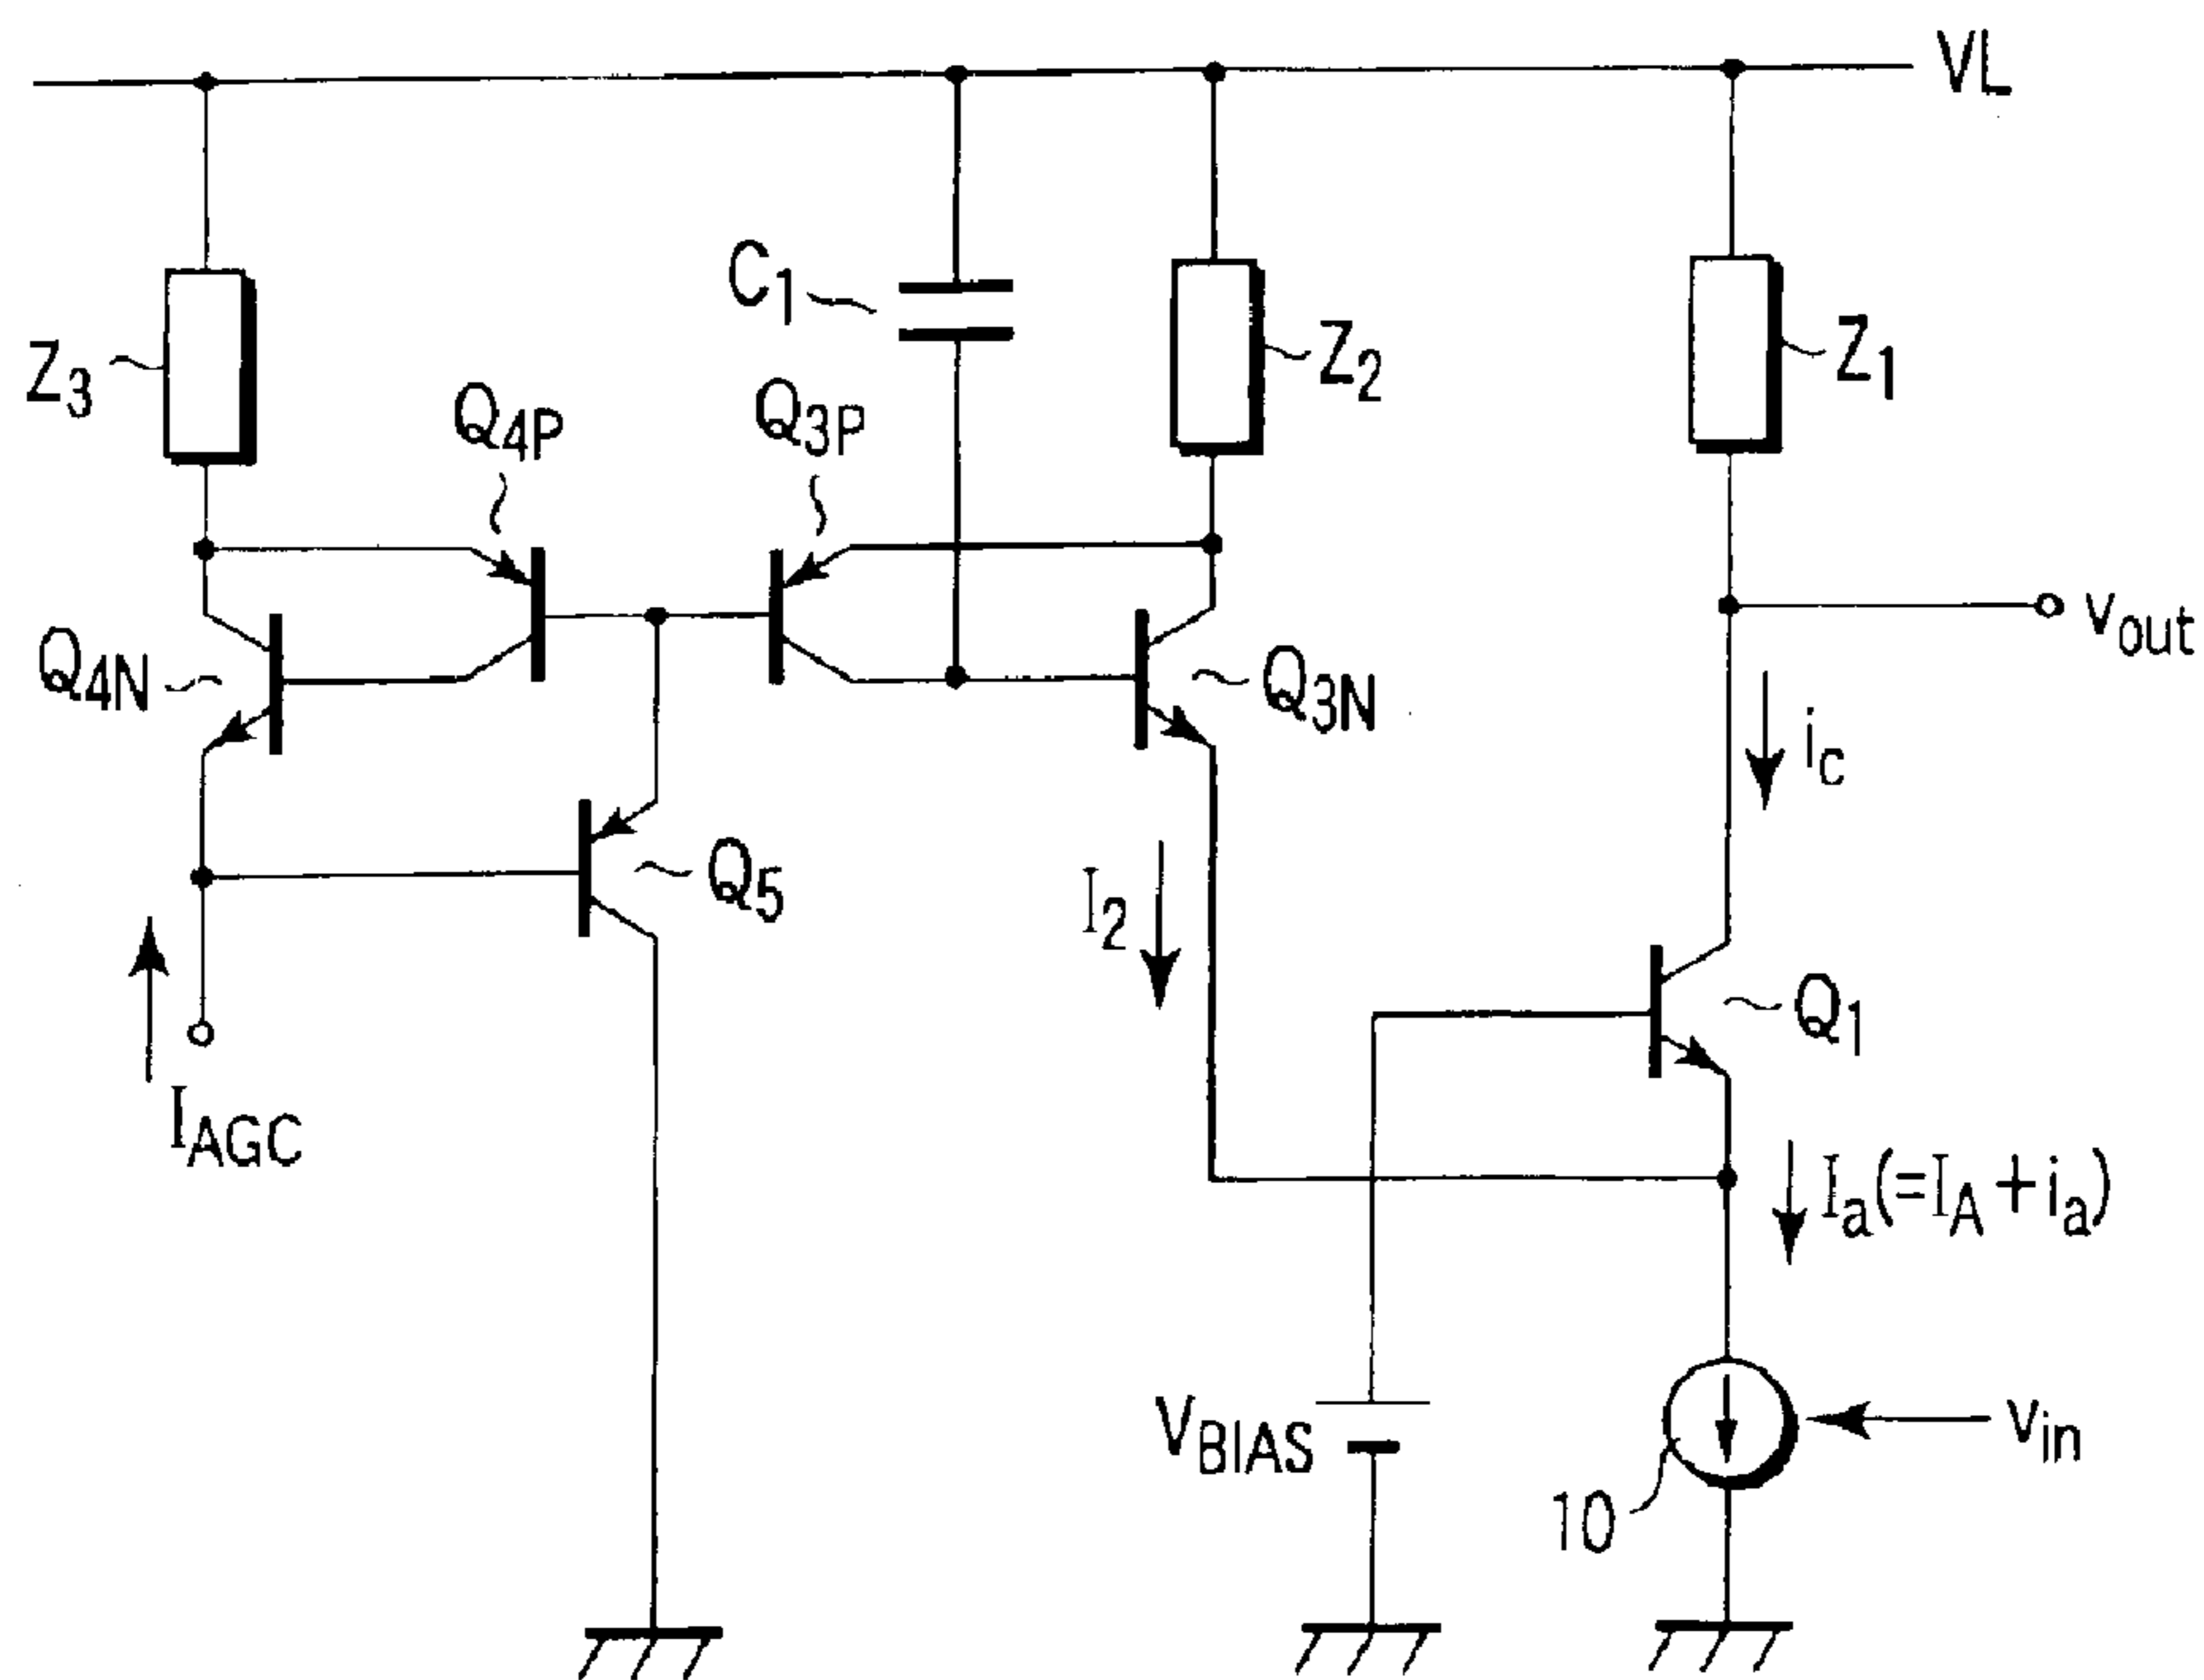 VL
C1
Z3
Z2
Z1
Q4P
Q3P
Q4N
Q3N
vout
ic
Q5
I2
Q1
IAGC
Ia(=IA+ia)
VBIAS
vin
10